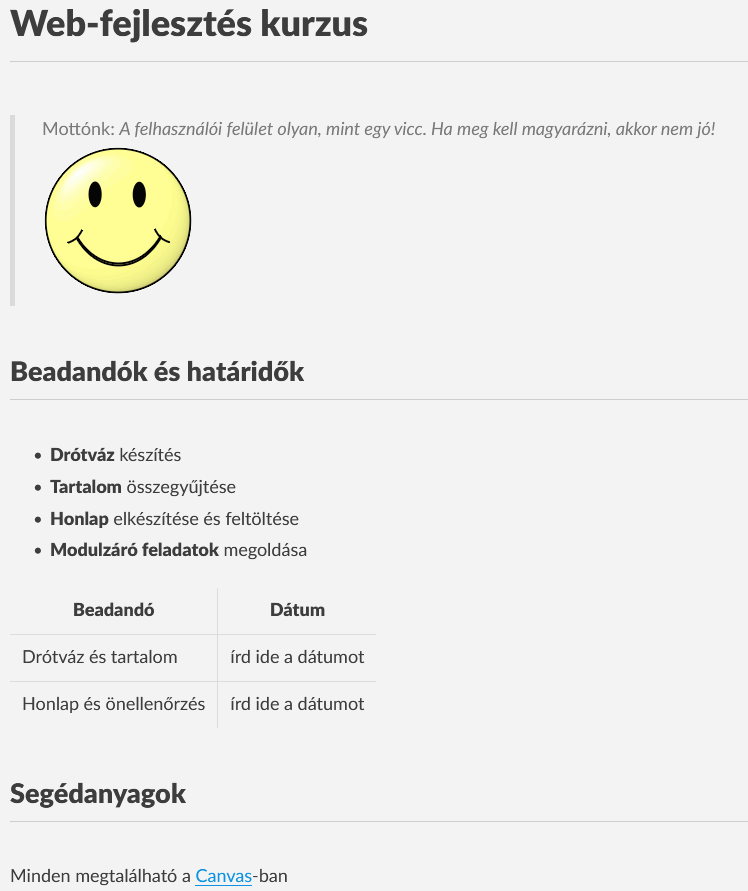 Web-fejlesztés kurzus
Mottónk: A felhasználói felület olyan, mint egy vicc. Ha meg kell magyarázni, akkor nem jó!
Beadandók és határidők
• Drótváz készítés
• Tartalom összegyűjtése
• Honlap elkészítése és feltöltése
• Modulzáró feladatok megoldása
Beadandó Dátum
Drótváz és tartalom írd ide a dátumot
Honlap és önellenőrzés írd ide a dátumot
Segédanyagok
Minden megtalálható a Canvas-ban